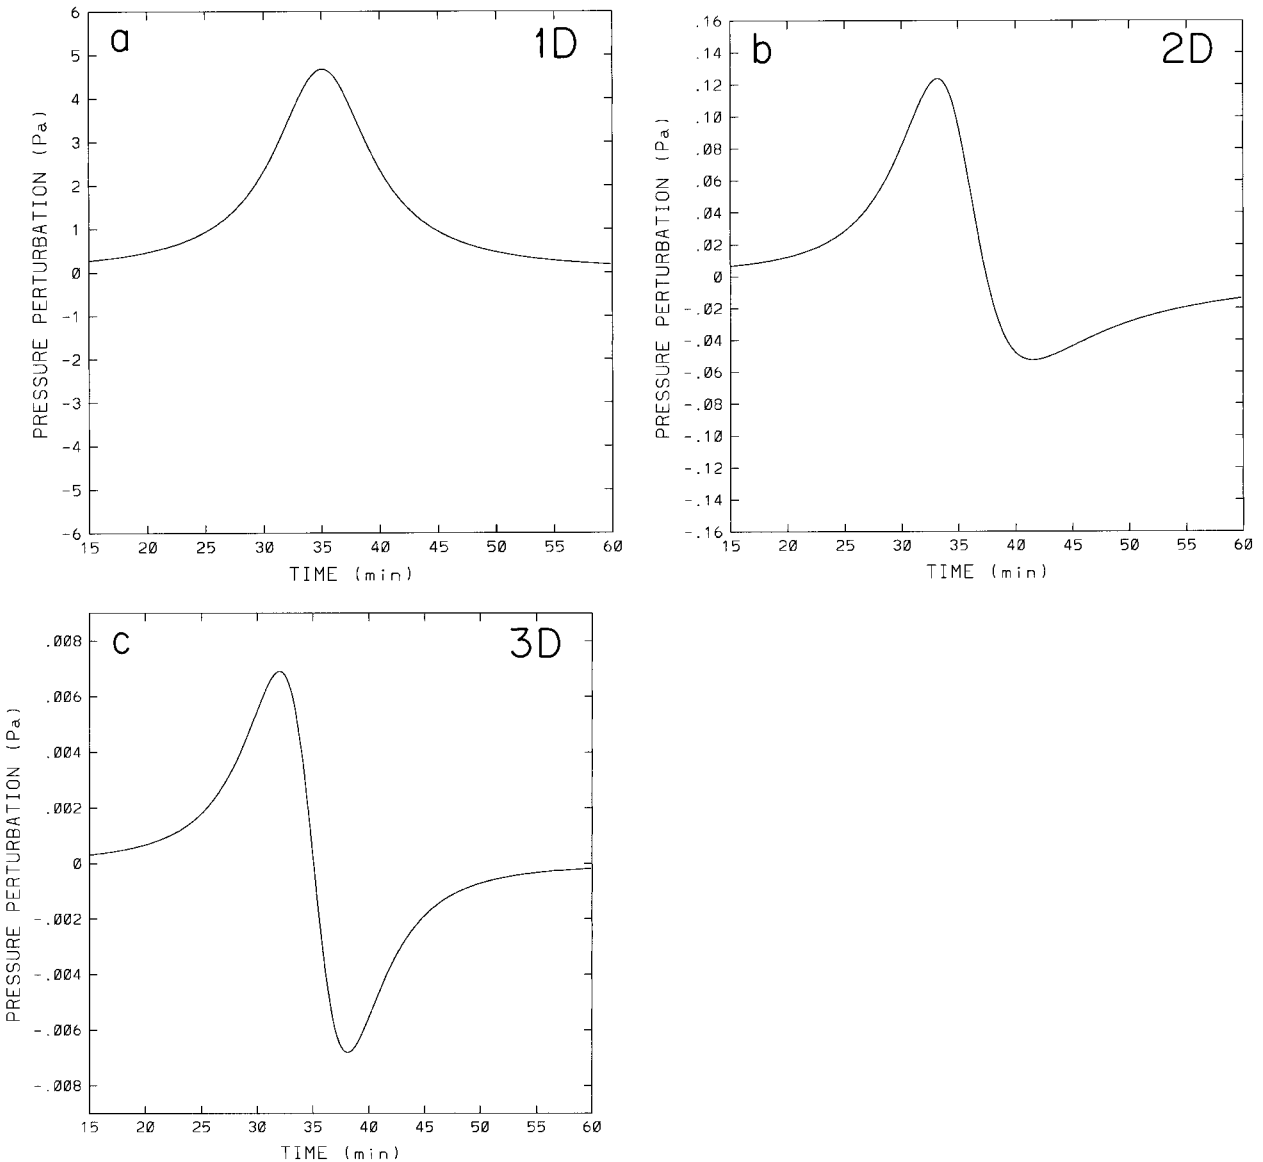 a
1D
6
5
4
3
2
1
0
-1
-2
-3
-4
-5
-6
PRESSURE PERTURBATION (Pa)
15 20 25 30 35 40 45 50 55 60
TIME (min)
b
2D
.16
.14
.12
.10
.08
.06
.04
.02
0
-.02
-.04
-.06
-.08
-.10
-.12
-.14
-.16
PRESSURE PERTURBATION (Pa)
15 20 25 30 35 40 45 50 55 60
TIME (min)
c
3D
.008
.006
.004
.002
0
-.002
-.004
-.006
-.008
PRESSURE PERTURBATION (Pa)
15 20 25 30 35 40 45 50 55 60
TIME (min)